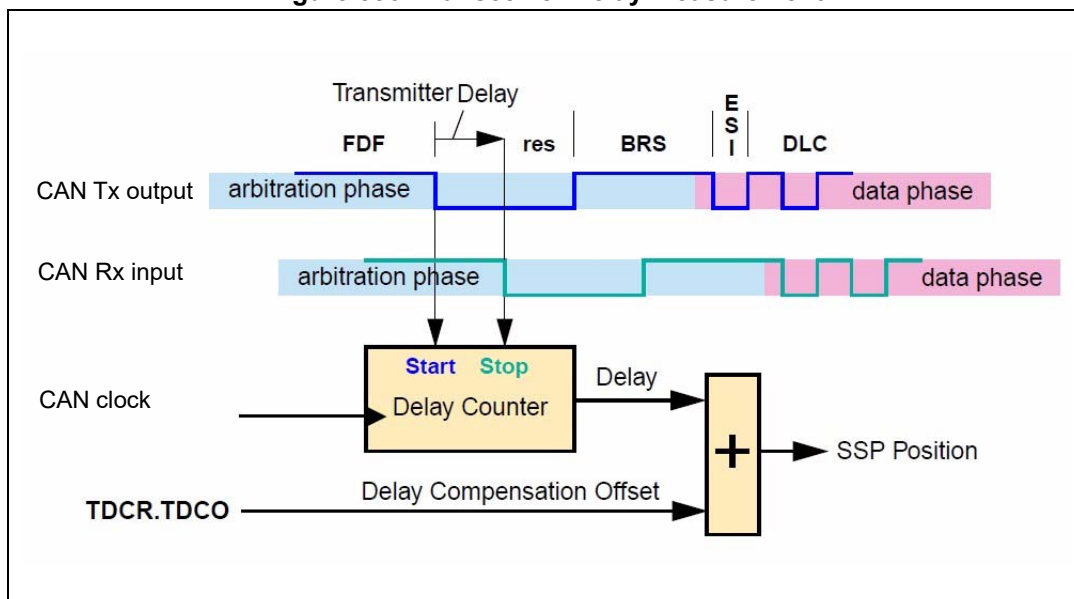 Transmitter Delay
FDF
res
BRS
E
S
I
DLC
CAN Tx output
arbitration phase
data phase
CAN Rx input
arbitration phase
data phase
Start Stop
Delay Counter
CAN clock
Delay
+
SSP Position
Delay Compensation Offset
TDCR.TDCO